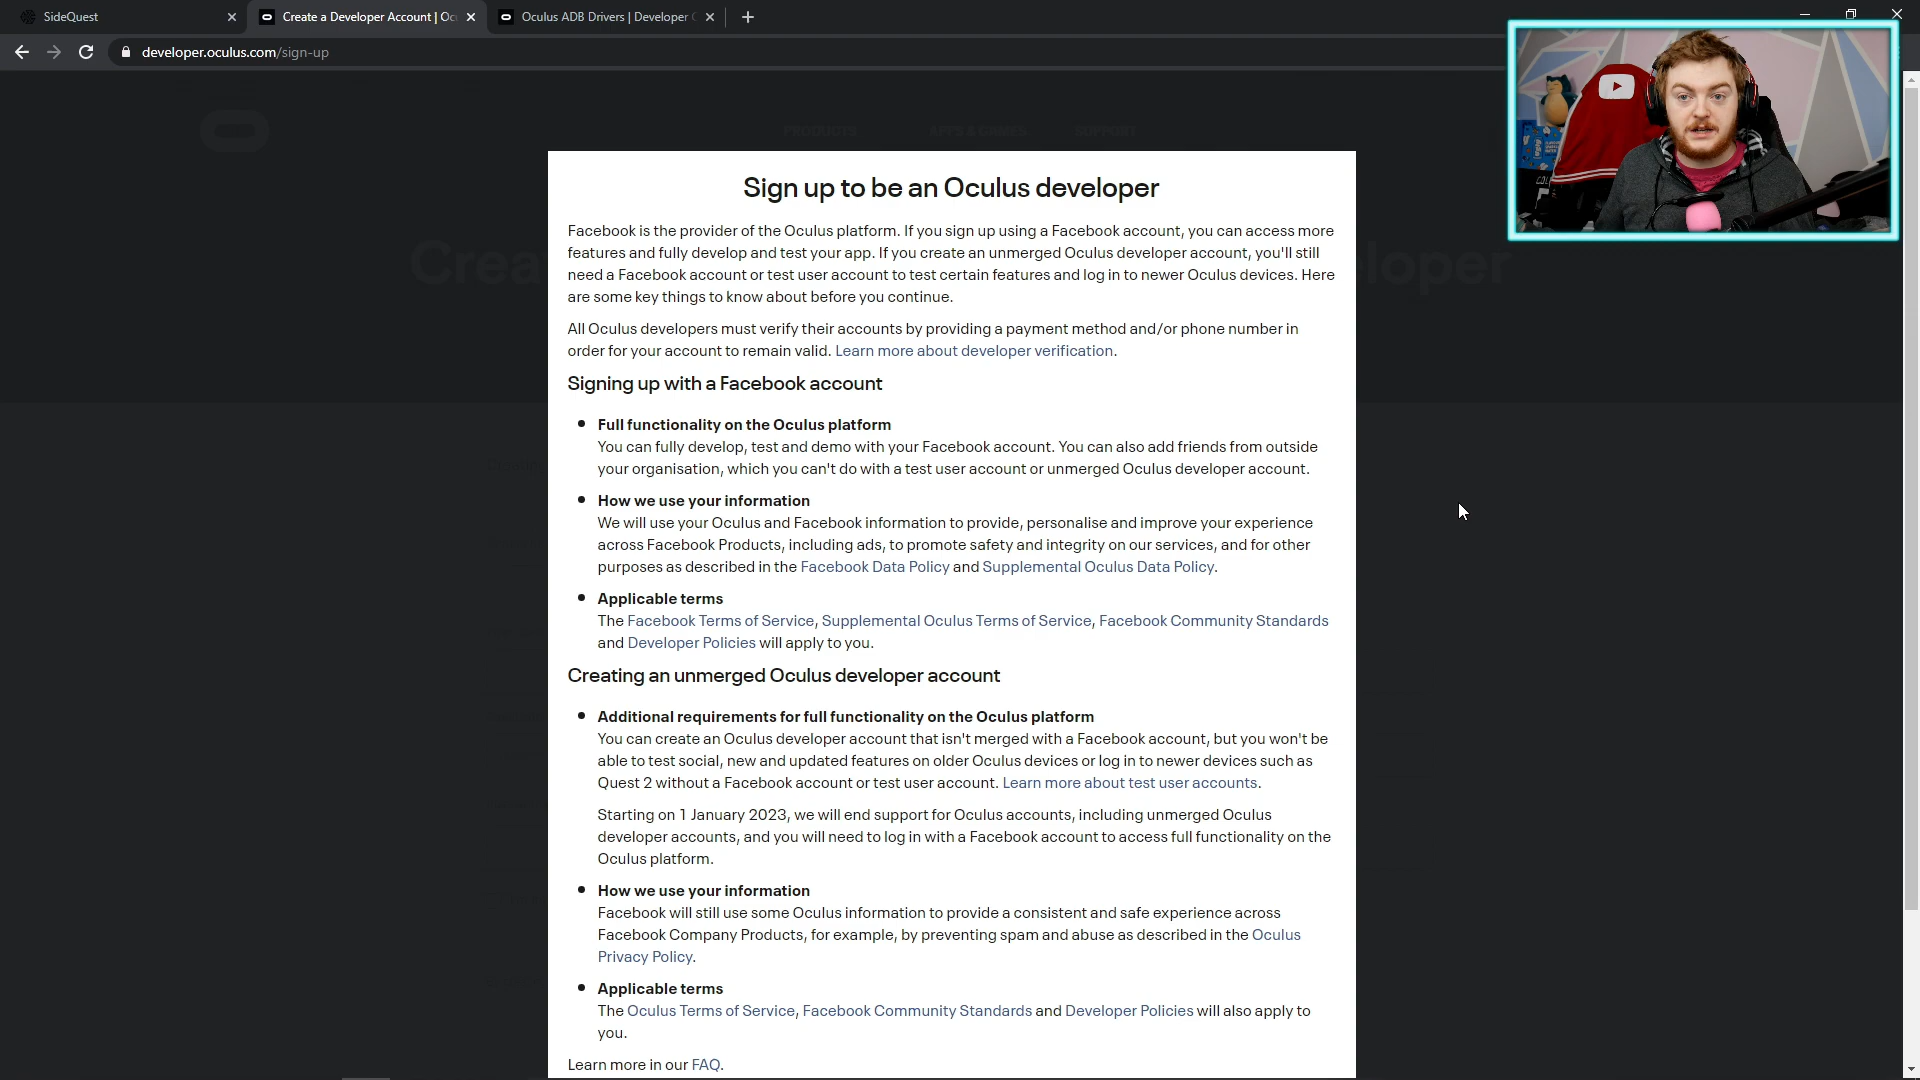 SideQuest
Create a Developer Account | Oc
Oculus ADB Drivers | Developer
developer.oculus.com/sign-up
PRODUCTS APPS & GAMES SUPPORT
Sign up to be an Oculus developer
Facebook is the provider of the Oculus platform. If you sign up using a Facebook account, you can access more
features and fully develop and test your app. If you create an unmerged Oculus developer account, you'll still
need a Facebook account or test user account to test certain features and log in to newer Oculus devices. Here
are some key things to know about before you continue.
All Oculus developers must verify their accounts by providing a payment method and/or phone number in
order for your account to remain valid. Learn more about developer verification.
Signing up with a Facebook account
Full functionality on the Oculus platform
You can fully develop, test and demo with your Facebook account. You can also add friends from outside
your organisation, which you can't do with a test user account or unmerged Oculus developer account.
How we use your information
We will use your Oculus and Facebook information to provide, personalise and improve your experience
across Facebook Products, including ads, to promote safety and integrity on our services, and for other
purposes as described in the Facebook Data Policy and Supplemental Oculus Data Policy.
Applicable terms
The Facebook Terms of Service, Supplemental Oculus Terms of Service, Facebook Community Standards
and Developer Policies will apply to you.
Creating an unmerged Oculus developer account
Additional requirements for full functionality on the Oculus platform
You can create an Oculus developer account that isn't merged with a Facebook account, but you won't be
able to test social, new and updated features on older Oculus devices or log in to newer devices such as
Quest 2 without a Facebook account or test user account. Learn more about test user accounts.
Starting on 1 January 2023, we will end support for Oculus accounts, including unmerged Oculus
developer accounts, and you will need to log in with a Facebook account to access full functionality on the
Oculus platform.
How we use your information
Facebook will still use some Oculus information to provide a consistent and safe experience across
Facebook Company Products, for example, by preventing spam and abuse as described in the Oculus
Privacy Policy.
Applicable terms
The Oculus Terms of Service, Facebook Community Standards and Developer Policies will also apply to
you.
Learn more in our FAQ.